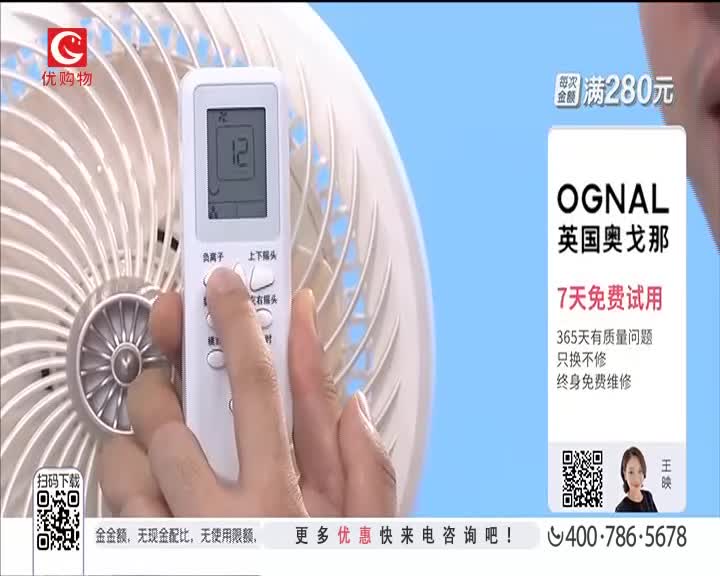 优购物
每次
金额
满280元
12
负离子
上下摇头
左右摇头
OGNAL
英国奥戈那
7天免费试用
365天有质量问题
只换不修
终身免费维修
王映
扫码下载
金金额，无现金配比，无使用限额，
更多优惠快来电咨询吧！
400-786-5678